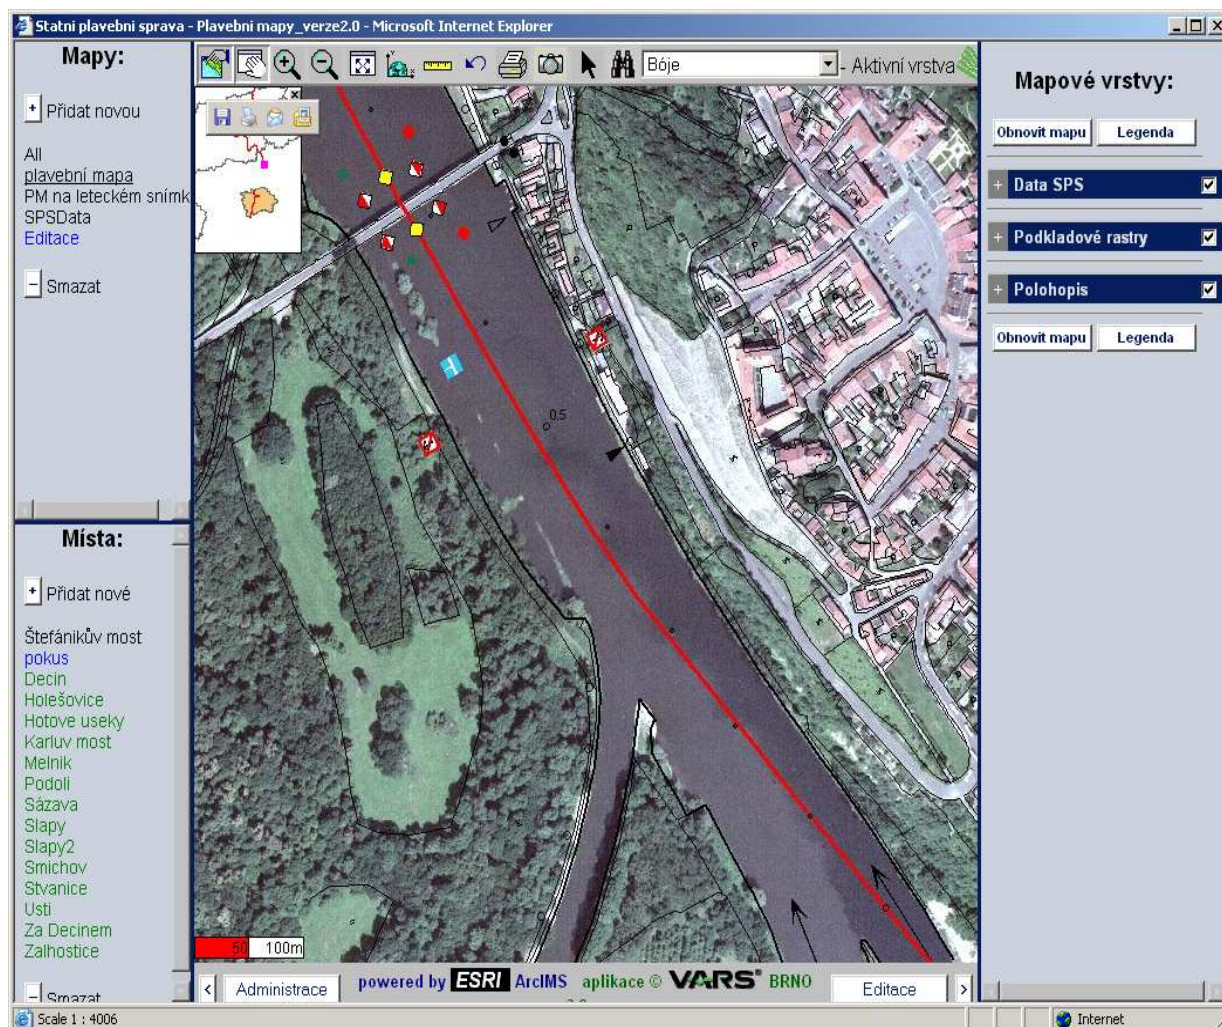 Statni plavebni sprava - Plavebni mapy_verze2.0 - Microsoft Internet Explorer
Mapy:
+ Přidat novou
All
plavební mapa
PM na leteckém snímk
SPSData
Editace
− Smazat
Místa:
+ Přidat nové
Štefánikův most
pokus
Decin
Holešovice
Hotove useky
Karluv most
Melnik
Podoli
Sázava
Slapy
Slapy2
Smichov
Stvanice
Usti
Za Decinem
Zalhostice
− Smazat
Bóje
- Aktivní vrstva
0.5
50 100m
< Administrace
powered by ESRI ArcIMS aplikace © VARS® BRNO
Editace >
Mapové vrstvy:
Obnovit mapu Legenda
+ Data SPS
+ Podkladové rastry
+ Polohopis
Obnovit mapu Legenda
Scale 1 : 4006
Internet